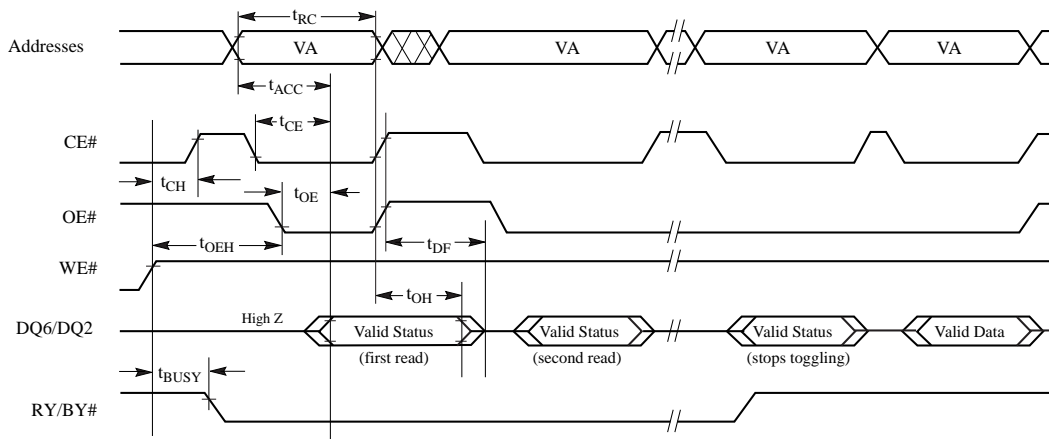 tRC
Addresses VA VA VA VA
tACC
tCE
CE#
tCH tOE
OE#
tOEH tDF
WE#
tOH
High Z
DQ6/DQ2 Valid Status Valid Status Valid Status Valid Data
(first read) (second read) (stops toggling)
tBUSY
RY/BY#